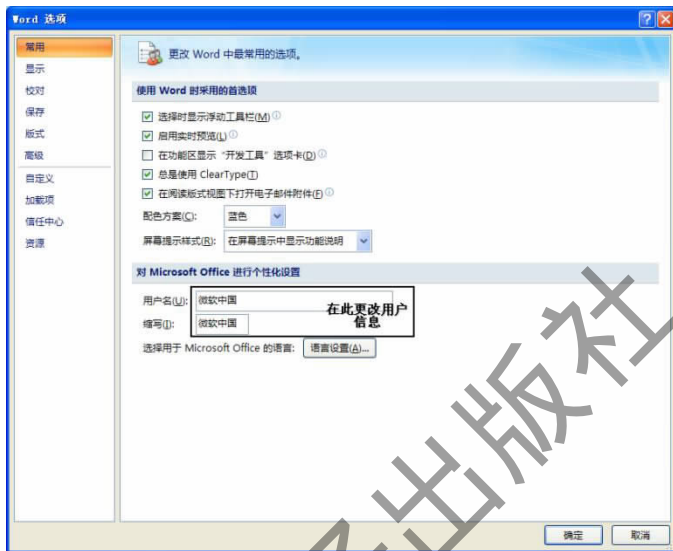 Word 选项
常用
显示
校对
保存
版式
高级
自定义
加载项
信任中心
资源
更改 Word 中最常用的选项。
使用 Word 时采用的首选项
选择时显示浮动工具栏(M)
启用实时预览(L)
在功能区显示“开发工具”选项卡(D)
总是使用 ClearType(T)
在阅读版式视图下打开电子邮件附件(F)
配色方案(C): 蓝色
屏幕提示样式(R): 在屏幕提示中显示功能说明
对 Microsoft Office 进行个性化设置
用户名(U): 微软中国
缩写(I): 微软中国
在此更改用户
信息
选择用于 Microsoft Office 的语言: 语言设置(A)...
确定 取消
出版社